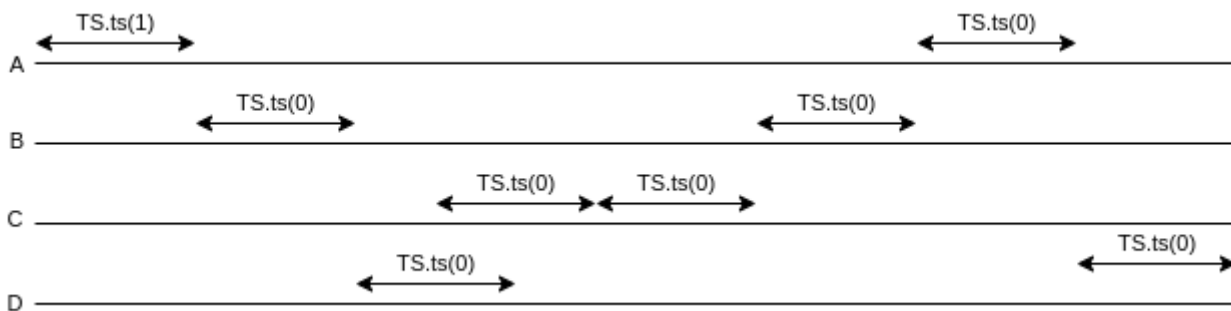 TS.ts(1) TS.ts(0)
A
TS.ts(0) TS.ts(0)
B
TS.ts(0) TS.ts(0)
C
TS.ts(0)
TS.ts(0)
D